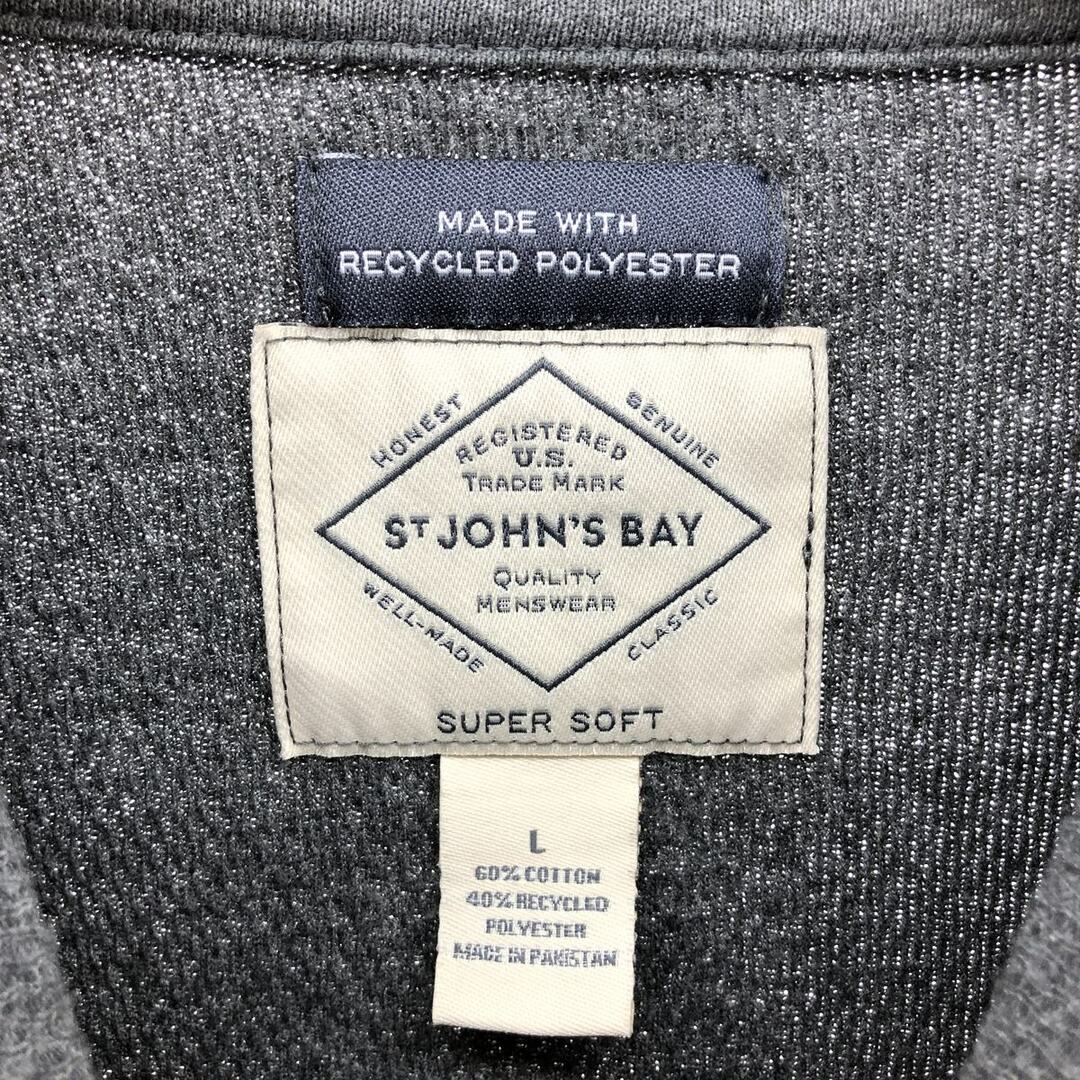 MADE WITH
RECYCLED POLYESTER
HONEST
GENUINE
REGISTERED
U.S.
TRADE MARK
ST JOHN'S BAY
QUALITY
MENSWEAR
WELL-MADE
CLASSIC
SUPER SOFT
L
60% COTTON
40% RECYCLED
POLYESTER
MADE IN PAKISTAN